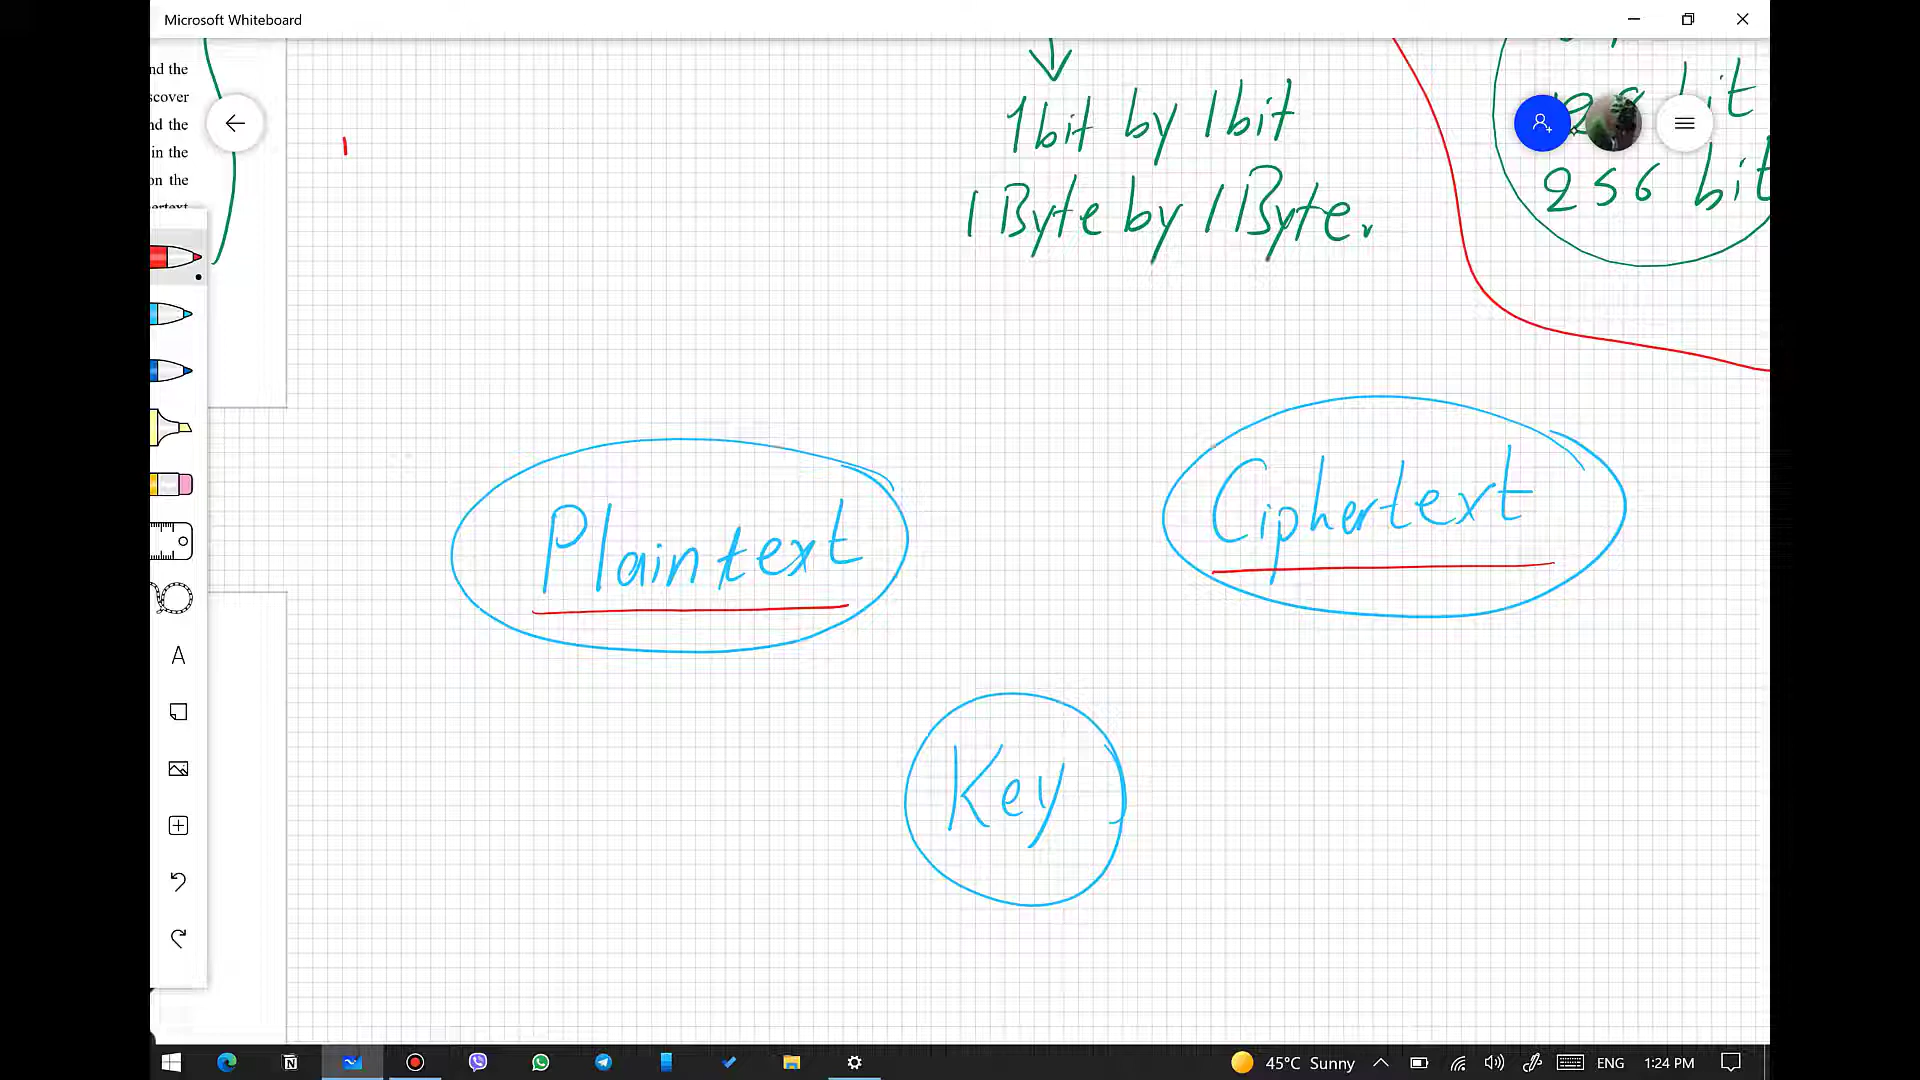 Microsoft Whiteboard
nd the
scover
nd the
in the
on the
1bit by 1bit
1 Byte by 1 Byte.
bit
256 bit
Plaintext
Ciphertext
Key
A
45°C Sunny
ENG
1:24 PM